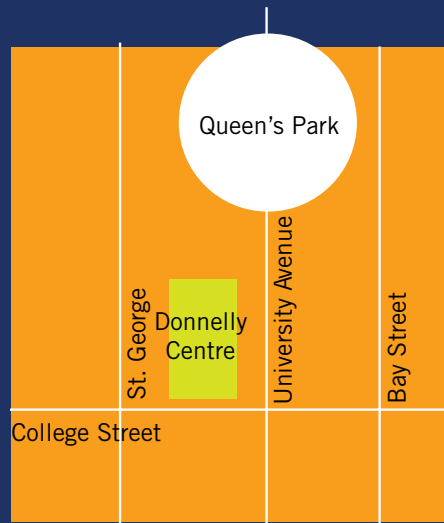 Queen's Park
St. George
Donnelly
Centre
University Avenue
Bay Street
College Street